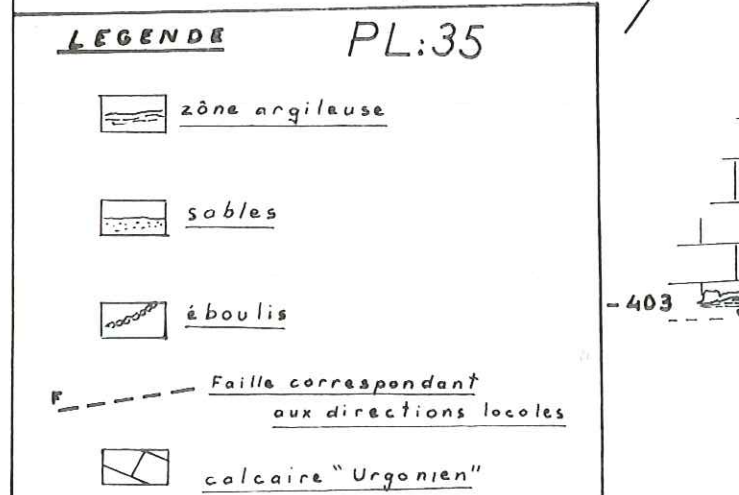 LEGENDE PL:35
zône argileuse
sables
éboulis
- 403
F Faille correspondant
aux directions locales
calcaire "Urgonien"